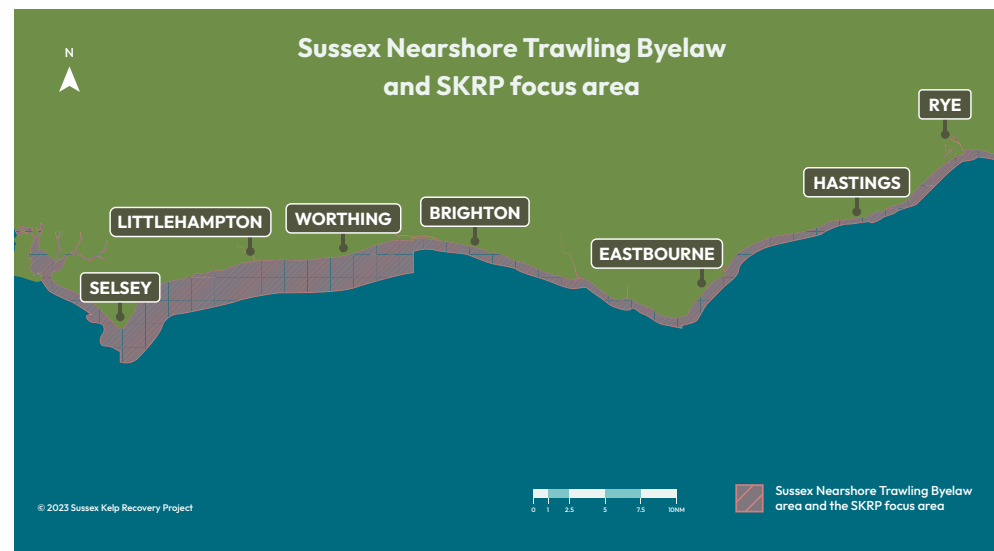 Sussex Nearshore Trawling Byelaw
and SKRP focus area
N
RYE
HASTINGS
LITTLEHAMPTON
WORTHING
BRIGHTON
EASTBOURNE
SELSEY
0 1 2.5 5 7.5 10NM
Sussex Nearshore Trawling Byelaw
area and the SKRP focus area
© 2023 Sussex Kelp Recovery Project